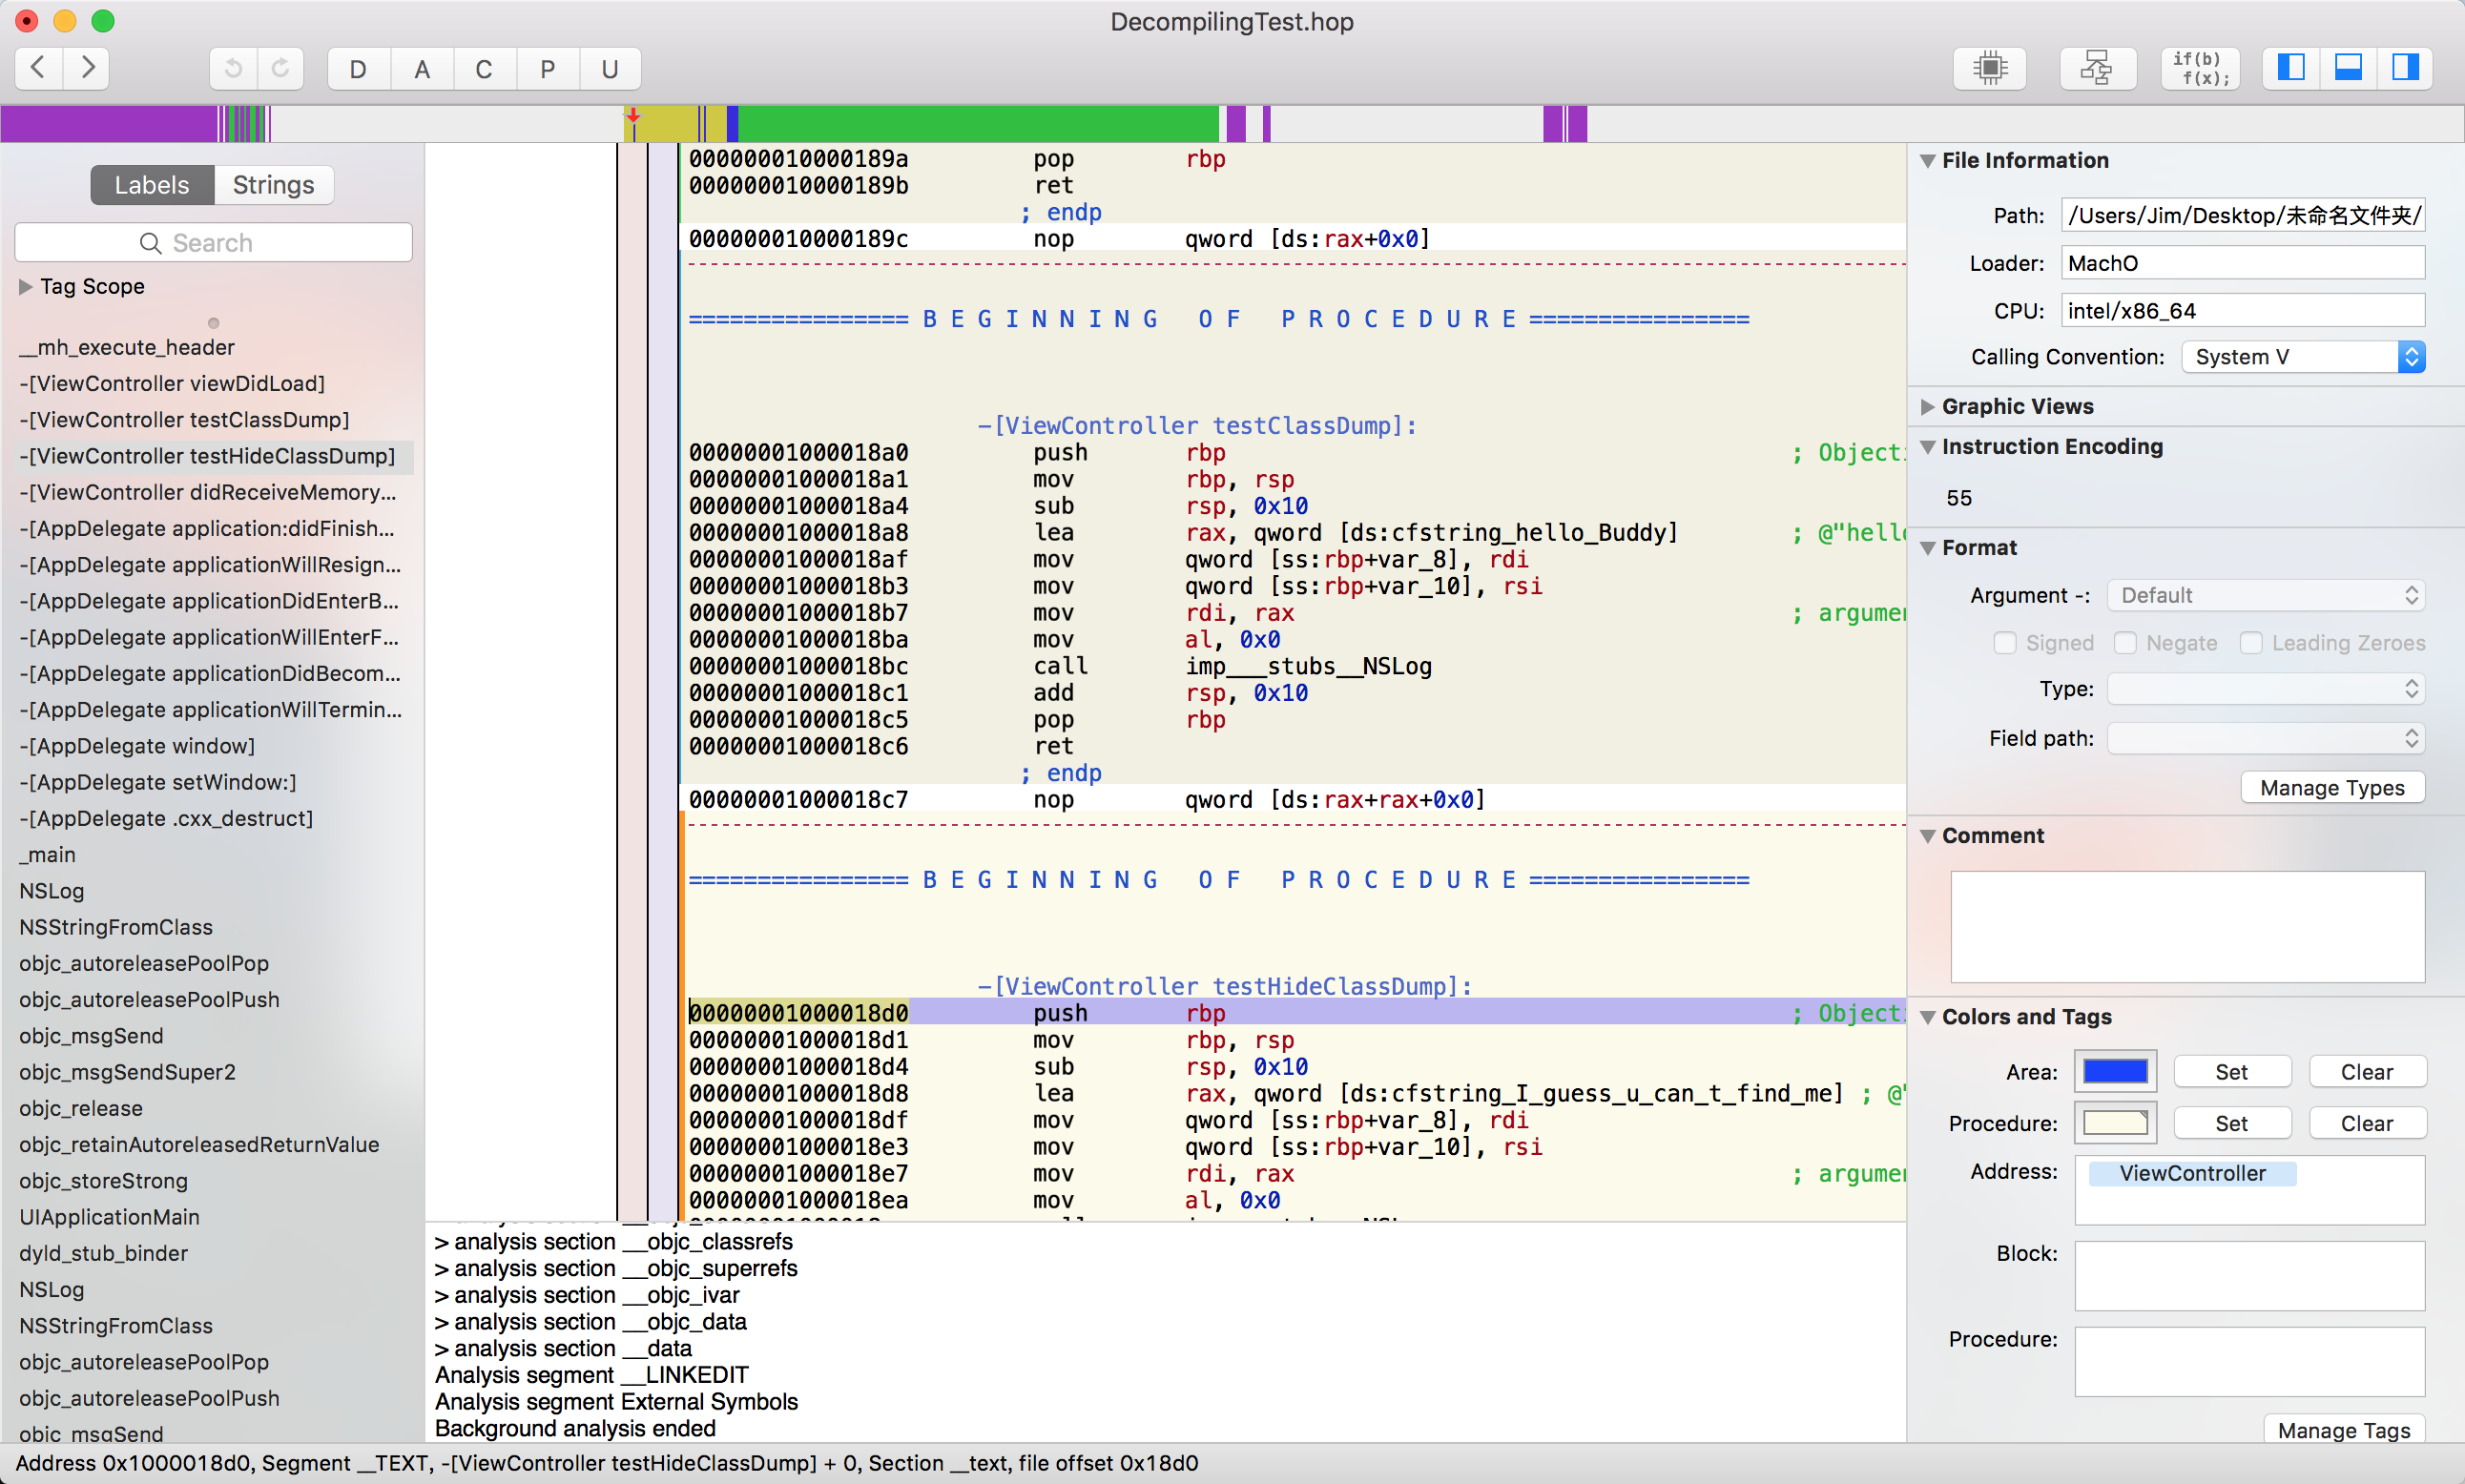 DecompilingTest.hop
D A C P U
if(b)
f(x);
Labels Strings
Search
Tag Scope
__mh_execute_header
-[ViewController viewDidLoad]
-[ViewController testClassDump]
-[ViewController testHideClassDump]
-[ViewController didReceiveMemory...
-[AppDelegate application:didFinish...
-[AppDelegate applicationWillResign...
-[AppDelegate applicationDidEnterB...
-[AppDelegate applicationWillEnterF...
-[AppDelegate applicationDidBecom...
-[AppDelegate applicationWillTermin...
-[AppDelegate window]
-[AppDelegate setWindow:]
-[AppDelegate .cxx_destruct]
_main
NSLog
NSStringFromClass
objc_autoreleasePoolPop
objc_autoreleasePoolPush
objc_msgSend
objc_msgSendSuper2
objc_release
objc_retainAutoreleasedReturnValue
objc_storeStrong
UIApplicationMain
dyld_stub_binder
NSLog
NSStringFromClass
objc_autoreleasePoolPop
objc_autoreleasePoolPush
objc_msgSend
000000010000189a pop rbp
000000010000189b ret
; endp
000000010000189c nop qword [ds:rax+0x0]
================ B E G I N N I N G   O F   P R O C E D U R E ================
-[ViewController testClassDump]:
00000001000018a0 push rbp ; Objecti
00000001000018a1 mov rbp, rsp
00000001000018a4 sub rsp, 0x10
00000001000018a8 lea rax, qword [ds:cfstring_hello_Buddy] ; @"hello
00000001000018af mov qword [ss:rbp+var_8], rdi
00000001000018b3 mov qword [ss:rbp+var_10], rsi
00000001000018b7 mov rdi, rax ; argumen
00000001000018ba mov al, 0x0
00000001000018bc call imp___stubs__NSLog
00000001000018c1 add rsp, 0x10
00000001000018c5 pop rbp
00000001000018c6 ret
; endp
00000001000018c7 nop qword [ds:rax+rax+0x0]
================ B E G I N N I N G   O F   P R O C E D U R E ================
-[ViewController testHideClassDump]:
00000001000018d0 push rbp ; Objecti
00000001000018d1 mov rbp, rsp
00000001000018d4 sub rsp, 0x10
00000001000018d8 lea rax, qword [ds:cfstring_I_guess_u_can_t_find_me] ; @"
00000001000018df mov qword [ss:rbp+var_8], rdi
00000001000018e3 mov qword [ss:rbp+var_10], rsi
00000001000018e7 mov rdi, rax ; argumen
00000001000018ea mov al, 0x0
> analysis section __objc_classrefs
> analysis section __objc_superrefs
> analysis section __objc_ivar
> analysis section __objc_data
> analysis section __data
Analysis segment __LINKEDIT
Analysis segment External Symbols
Background analysis ended
File Information
Path: /Users/Jim/Desktop/未命名文件夹/
Loader: MachO
CPU: intel/x86_64
Calling Convention: System V
Graphic Views
Instruction Encoding
55
Format
Argument -: Default
Signed Negate Leading Zeroes
Type:
Field path:
Manage Types
Comment
Colors and Tags
Area: Set Clear
Procedure: Set Clear
Address: ViewController
Block:
Procedure:
Manage Tags
Address 0x1000018d0, Segment __TEXT, -[ViewController testHideClassDump] + 0, Section __text, file offset 0x18d0